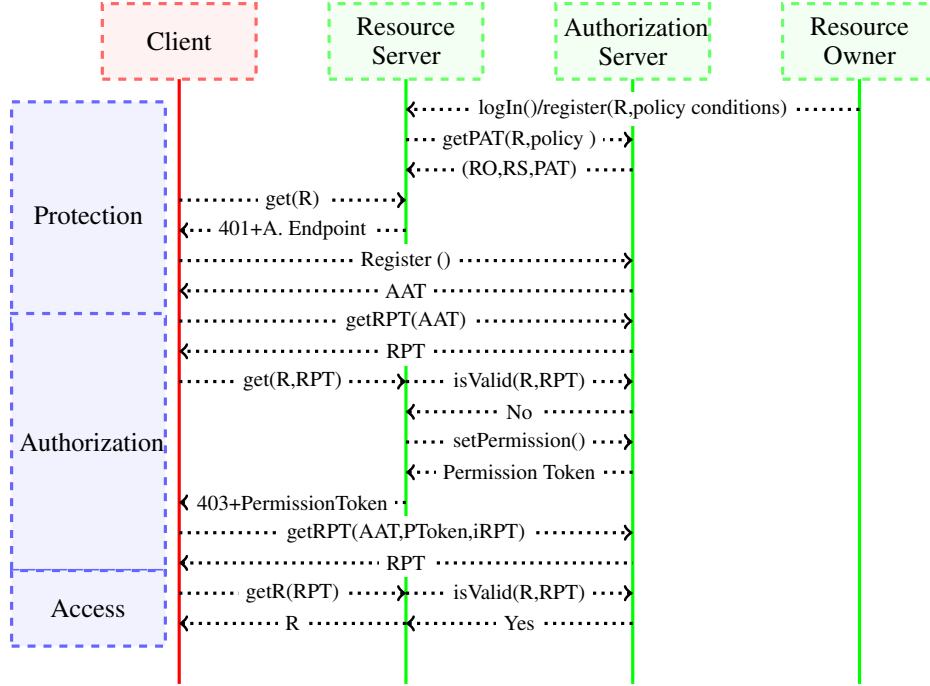 Client
Resource
Server
Authorization
Server
Resource
Owner
logIn()/register(R,policy conditions)
getPAT(R,policy )
(RO,RS,PAT)
get(R)
Protection
401+A. Endpoint
Register ()
AAT
getRPT(AAT)
RPT
get(R,RPT)
isValid(R,RPT)
No
Authorization
setPermission()
Permission Token
403+PermissionToken
getRPT(AAT,PToken,iRPT)
RPT
getR(RPT)
isValid(R,RPT)
Access
R
Yes